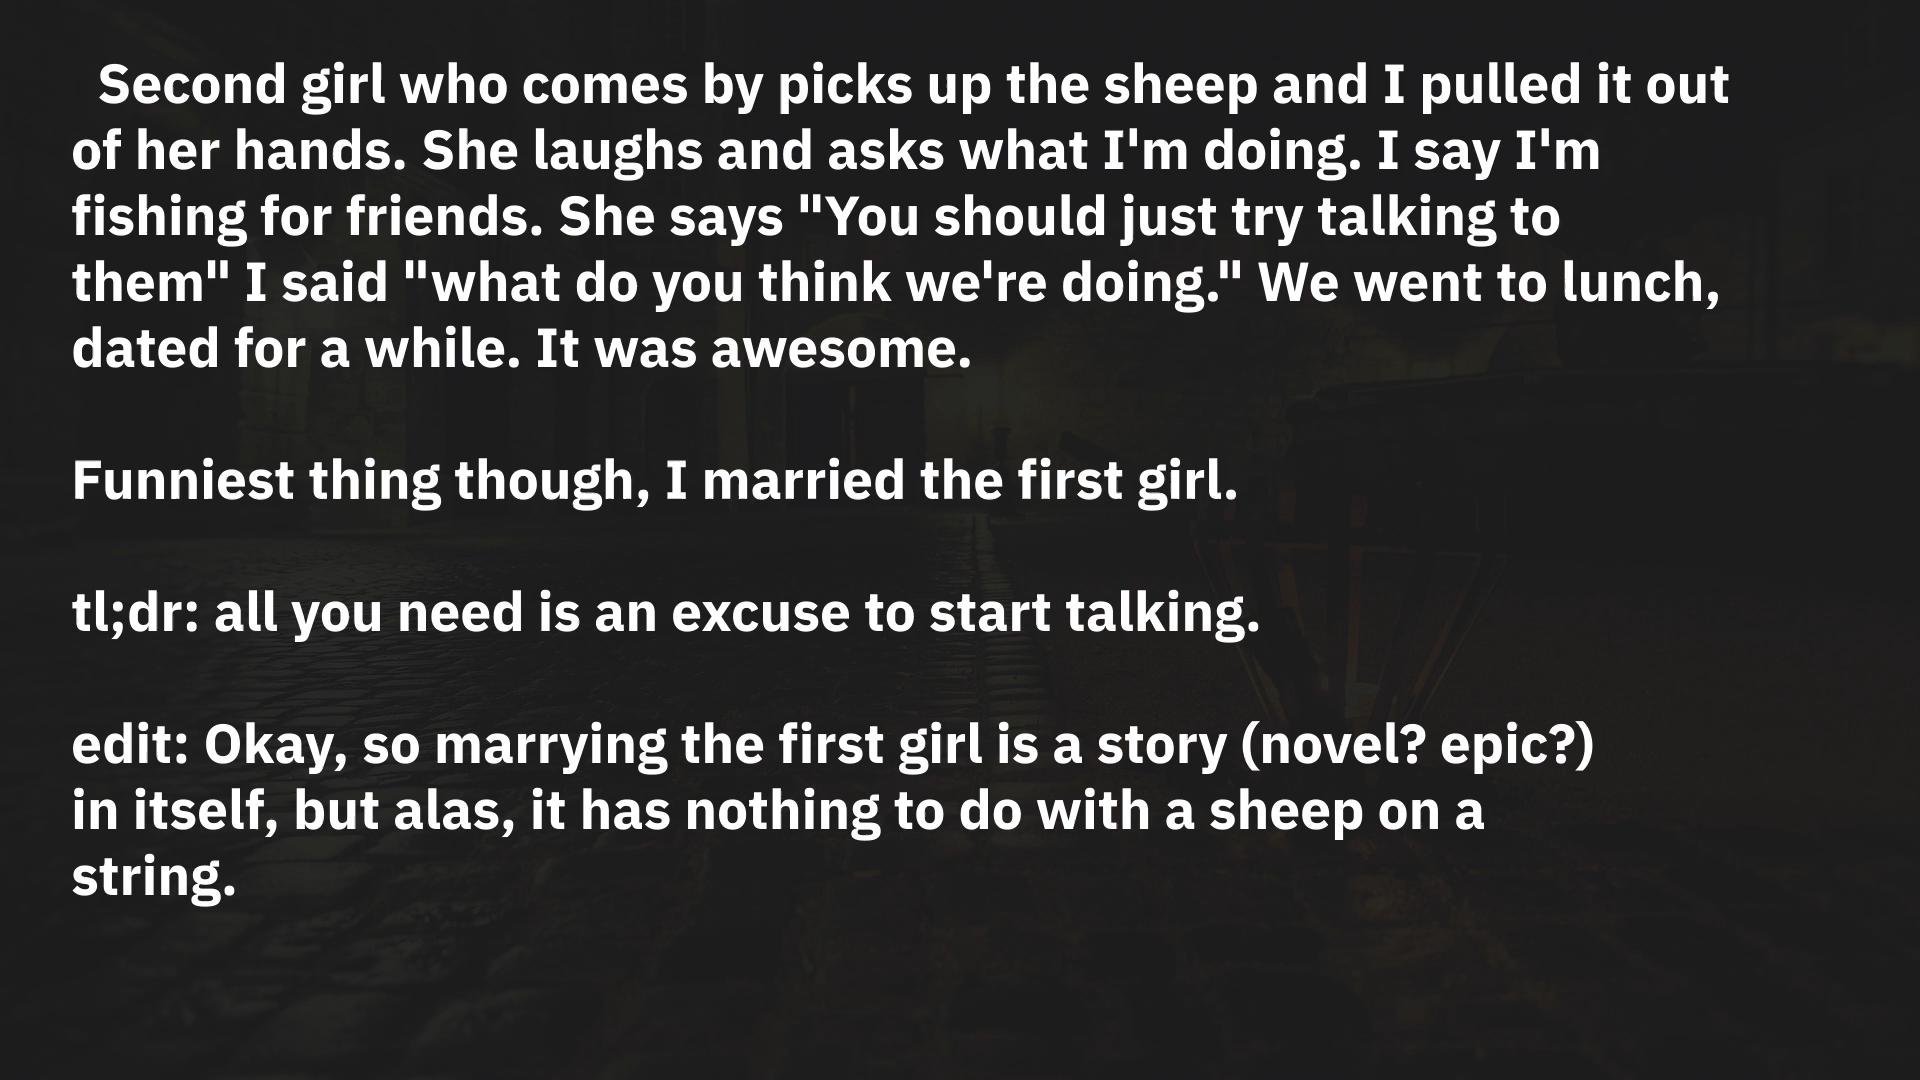 Second girl who comes by picks up the sheep and I pulled it out
of her hands. She laughs and asks what I'm doing. I say I'm
fishing for friends. She says "You should just try talking to
them" I said "what do you think we're doing." We went to lunch,
dated for a while. It was awesome.
Funniest thing though, I married the first girl.
tl;dr: all you need is an excuse to start talking.
edit: Okay, so marrying the first girl is a story (novel? epic?)
in itself, but alas, it has nothing to do with a sheep on a
string.